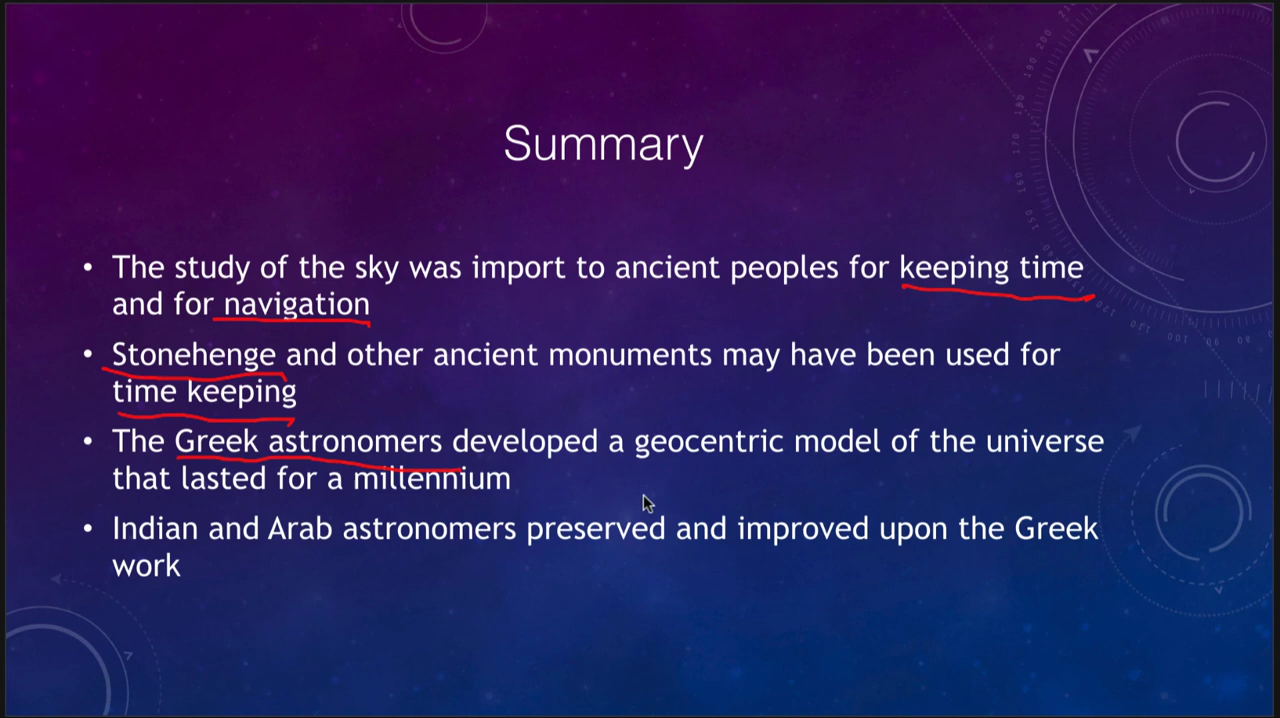 Summary
• The study of the sky was import to ancient peoples for keeping time
and for navigation
• Stonehenge and other ancient monuments may have been used for
time keeping
• The Greek astronomers developed a geocentric model of the universe
that lasted for a millennium
• Indian and Arab astronomers preserved and improved upon the Greek
work